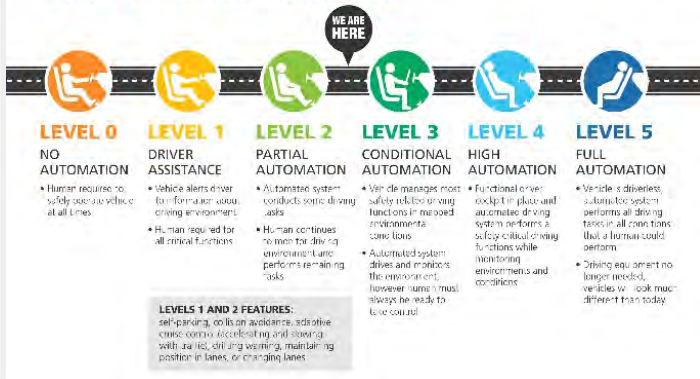 WE ARE
HERE
LEVEL 0
NO
AUTOMATION
• Human required to
safely operate vehicle
at all times
LEVEL 1
DRIVER
ASSISTANCE
• Vehicle alerts driver
to information about
driving environment
• Human required for
all critical functions
LEVEL 2
PARTIAL
AUTOMATION
• Automated system
conducts some driving
tasks
• Human continues
to monitor driving
environment and
performs remaining
tasks
LEVELS 1 AND 2 FEATURES:
self-parking, collision avoidance, adaptive
cruise control (accelerating and slowing
with traffic), drifting warning, maintaining
position in lanes, or changing lanes
LEVEL 3
CONDITIONAL
AUTOMATION
• Vehicle manages most
safety-related driving
functions in mapped
environmental
conditions
• Automated system
drives and monitors
the environment,
however human must
always be ready to
take control
LEVEL 4
HIGH
AUTOMATION
• Functional driver
cockpit in place and
automated driving
system performs a
safety-critical driving
functions while
monitoring
environments and
conditions
LEVEL 5
FULL
AUTOMATION
• Vehicle is driverless,
automated system
performs all driving
tasks in all conditions
that a human could
perform
• Driving equipment no
longer needed,
vehicles will look much
different than today